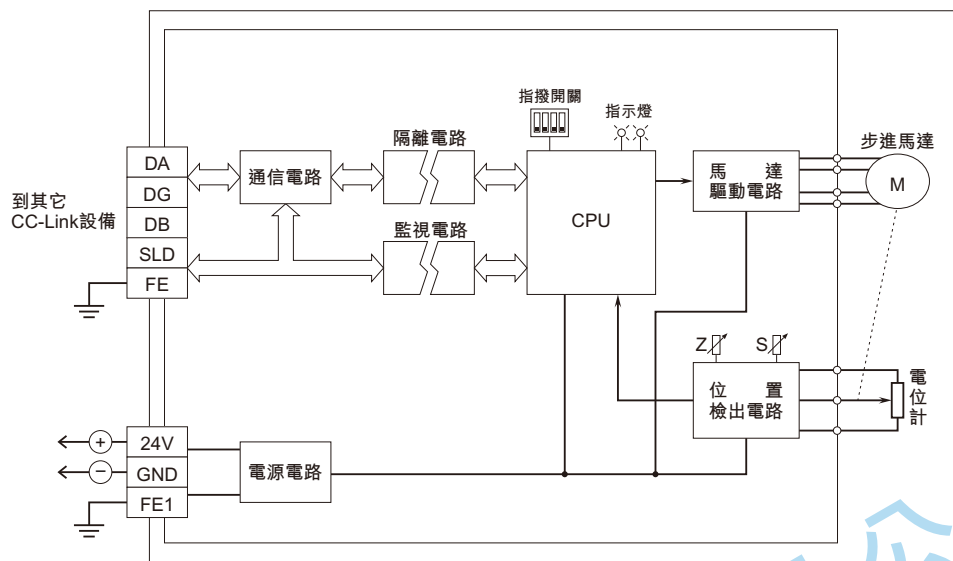 指撥開關
指示燈
步進馬達
隔離電路
DA
DG
DB
SLD
FE
到其它
CC-Link設備
通信電路
監視電路
CPU
馬達
驅動電路
M
Z
S
位置
檢出電路
電位計
+
24V
−
GND
FE1
電源電路